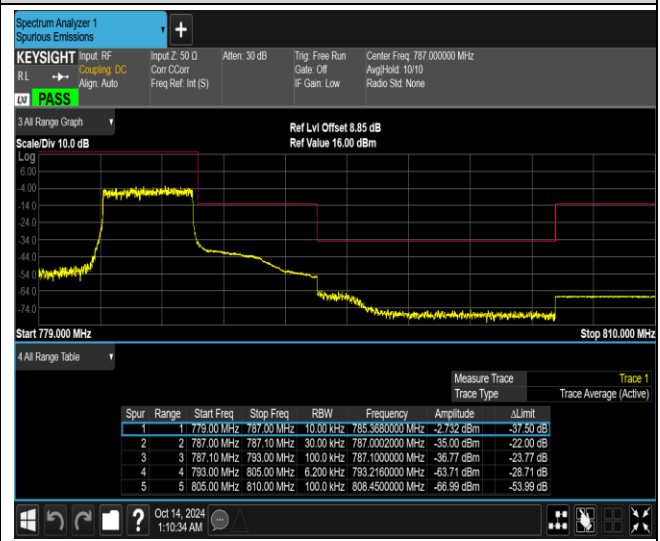 Spectrum Analyzer 1
Spurious Emissions
+
KEYSIGHT Input: RF Input Z: 50 Ω Atten: 30 dB Trig: Free Run Center Freq: 787.000000 MHz
Coupling: DC Corr CCorr Gate: Off Avg|Hold: 10/10
R L Align: Auto Freq Ref: Int (S) IF Gain: Low Radio Std: None
LXI PASS
3 All Range Graph
Ref Lvl Offset 8.85 dB
Scale/Div 10.0 dB Ref Value 16.00 dBm
Log
6.00
-4.00
-14.0
-24.0
-34.0
-44.0
-54.0
-64.0
-74.0
Start 779.000 MHz Stop 810.000 MHz
4 All Range Table
Measure Trace Trace 1
Trace Type Trace Average (Active)
Spur Range Start Freq Stop Freq RBW Frequency Amplitude ΔLimit
1 1 779.00 MHz 787.00 MHz 10.00 kHz 785.3680000 MHz -2.732 dBm -37.50 dB
2 2 787.00 MHz 787.10 MHz 30.00 kHz 787.0002000 MHz -35.00 dBm -22.00 dB
3 3 787.10 MHz 793.00 MHz 100.0 kHz 787.1000000 MHz -36.77 dBm -23.77 dB
4 4 793.00 MHz 805.00 MHz 6.200 kHz 793.2160000 MHz -63.71 dBm -28.71 dB
5 5 805.00 MHz 810.00 MHz 100.0 kHz 808.4500000 MHz -66.99 dBm -53.99 dB
? Oct 14, 2024
1:10:34 AM